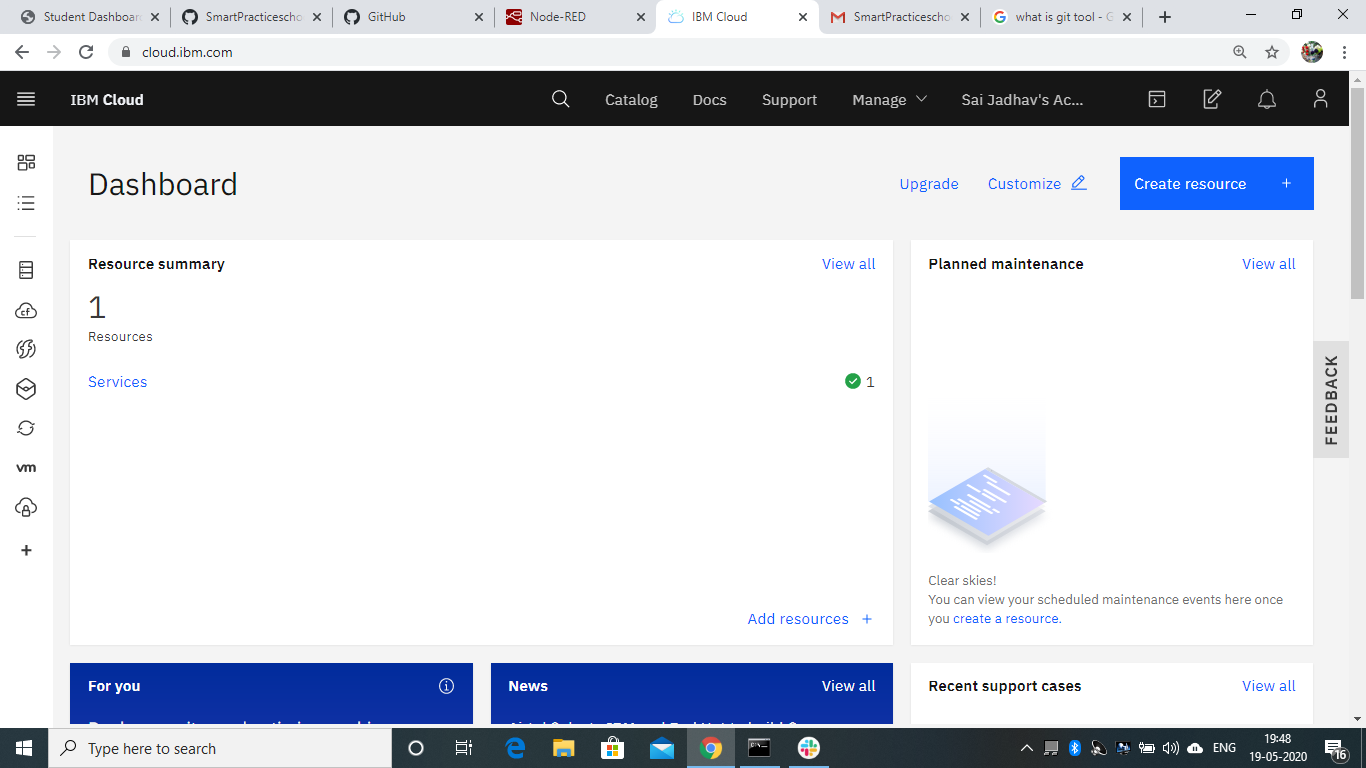 Student Dashboar
SmartPracticescho
GitHub
Node-RED
IBM Cloud
SmartPracticescho
what is git tool - G
cloud.ibm.com
IBM Cloud
Catalog
Docs
Support
Manage
Sai Jadhav's Ac...
Dashboard
Upgrade
Customize
Create resource +
Resource summary
View all
1
Resources
Services
1
Add resources +
Planned maintenance
View all
Clear skies!
You can view your scheduled maintenance events here once
you create a resource.
FEEDBACK
cf
vm
For you
News
View all
Recent support cases
View all
Type here to search
ENG
19:48
19-05-2020
16